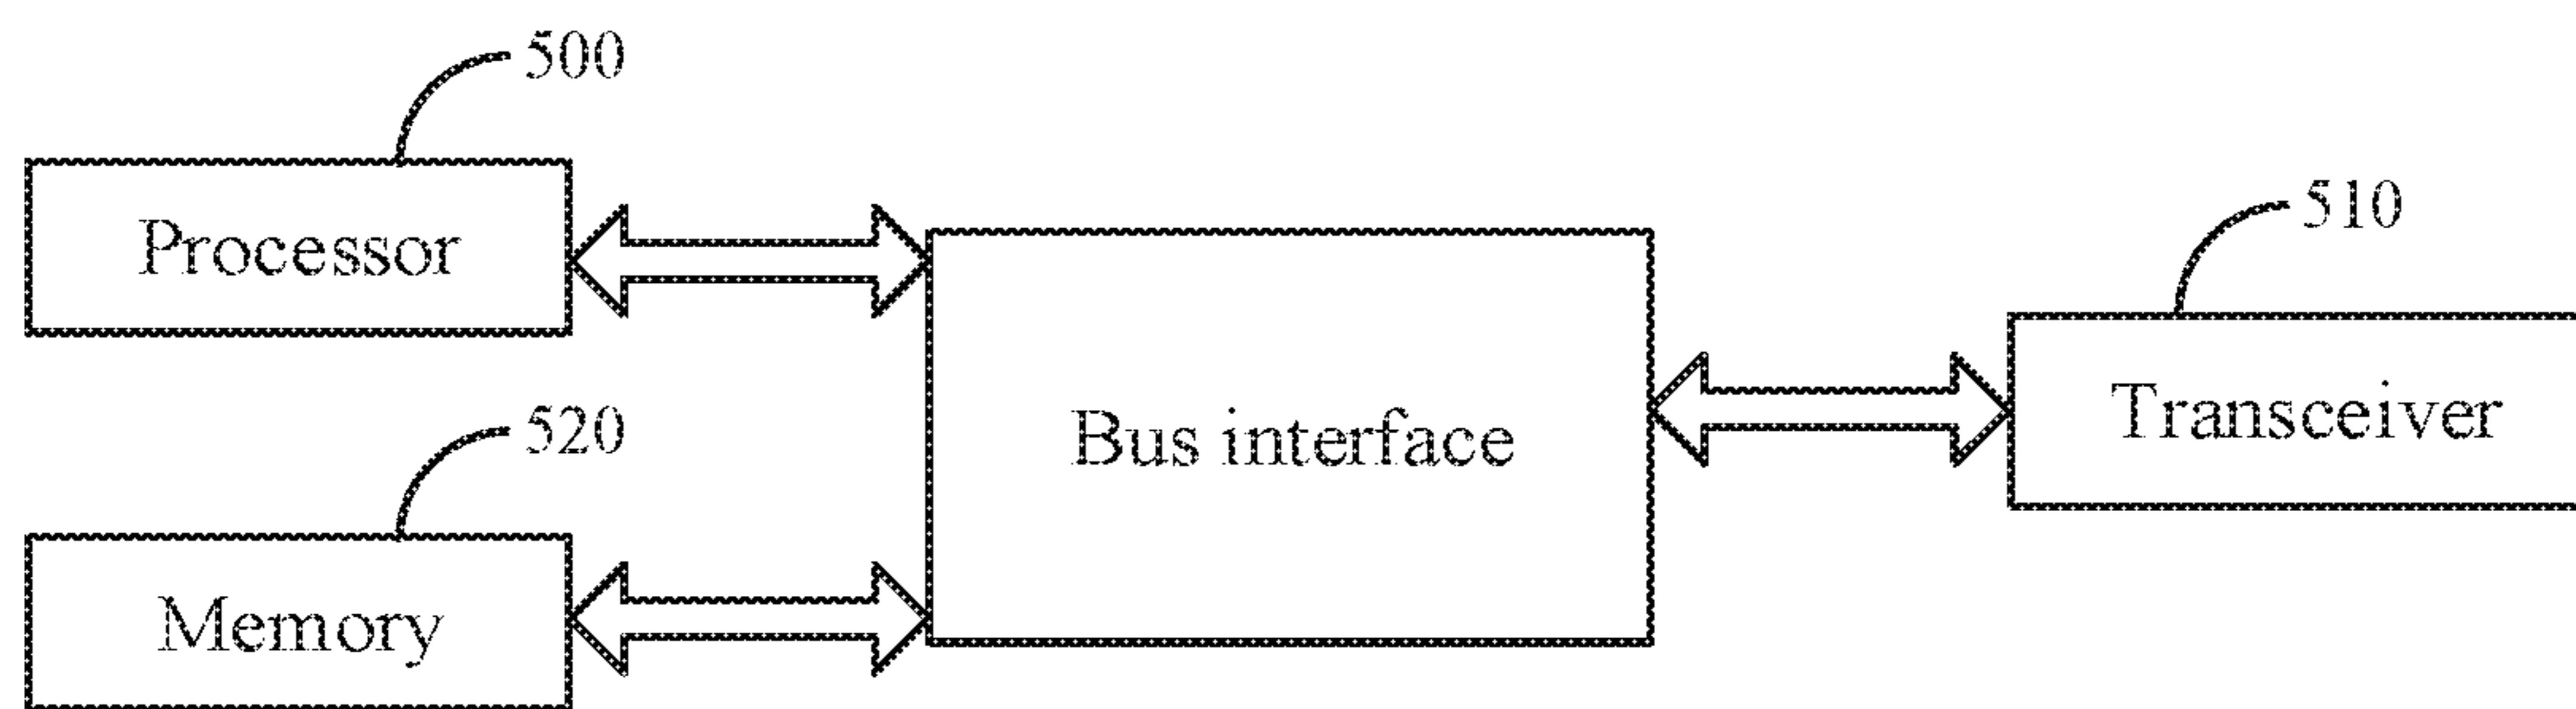 500
Processor
510
Bus interface
Transceiver
520
Memory